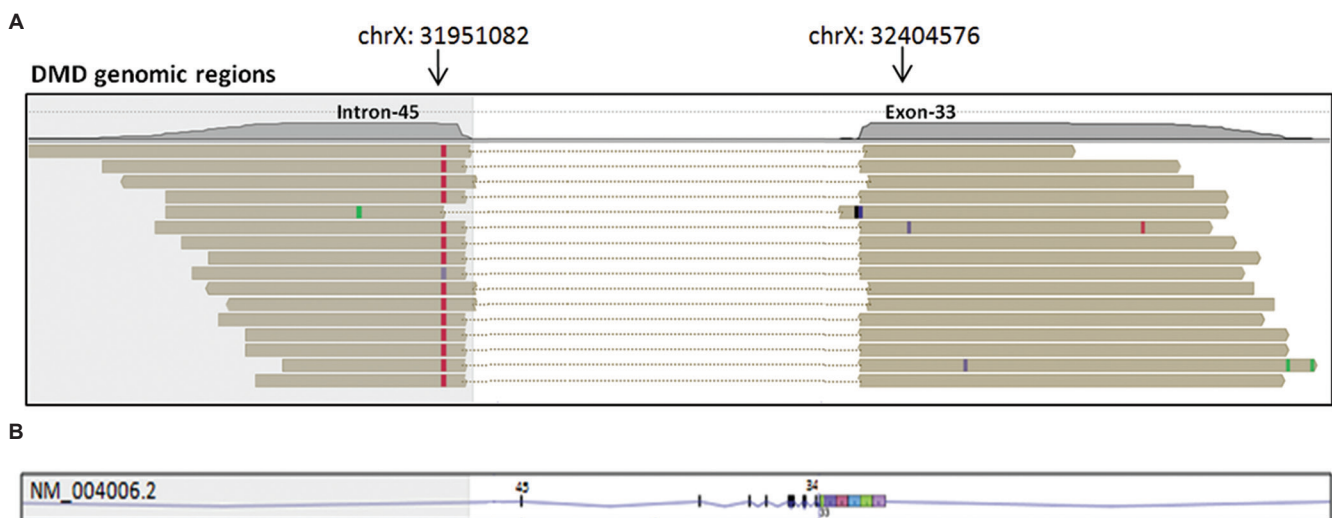 A
chrX: 31951082
chrX: 32404576
DMD genomic regions
Intron-45
Exon-33
B
NM_004006.2
45
34
33